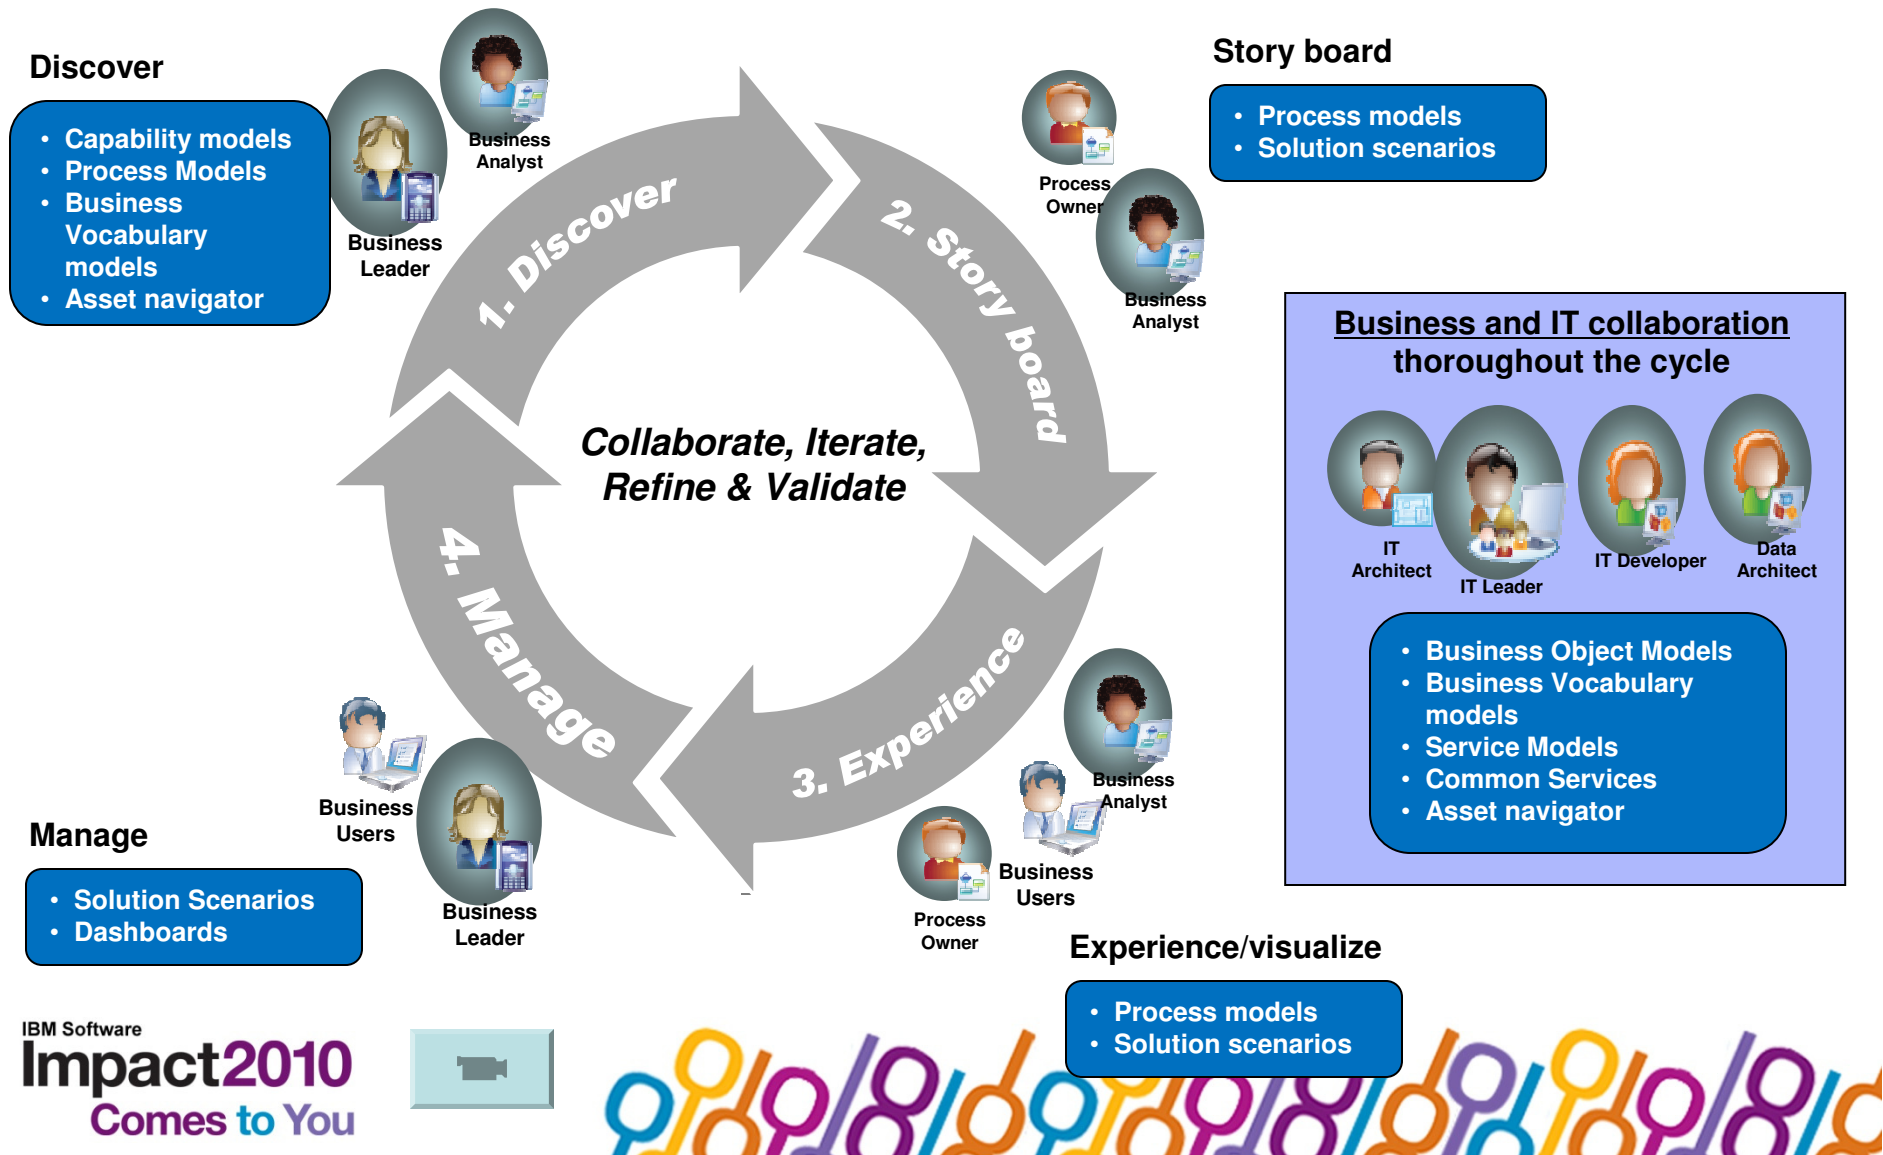 Discover
• Capability models
• Process Models
• Business
Vocabulary
models
• Asset navigator
Business
Analyst
Business
Leader
1. Discover
Story board
• Process models
• Solution scenarios
Process
Owner
Business
Analyst
2. Story board
Collaborate, Iterate,
Refine & Validate
Business and IT collaboration
thoroughout the cycle
IT
Architect
IT Leader
IT Developer
Data
Architect
• Business Object Models
• Business Vocabulary
models
• Service Models
• Common Services
• Asset navigator
3. Experience
Business
Analyst
Business
Users
Process
Owner
Experience/visualize
• Process models
• Solution scenarios
4. Manage
Business
Users
Business
Leader
Manage
• Solution Scenarios
• Dashboards
IBM Software
Impact2010
Comes to You